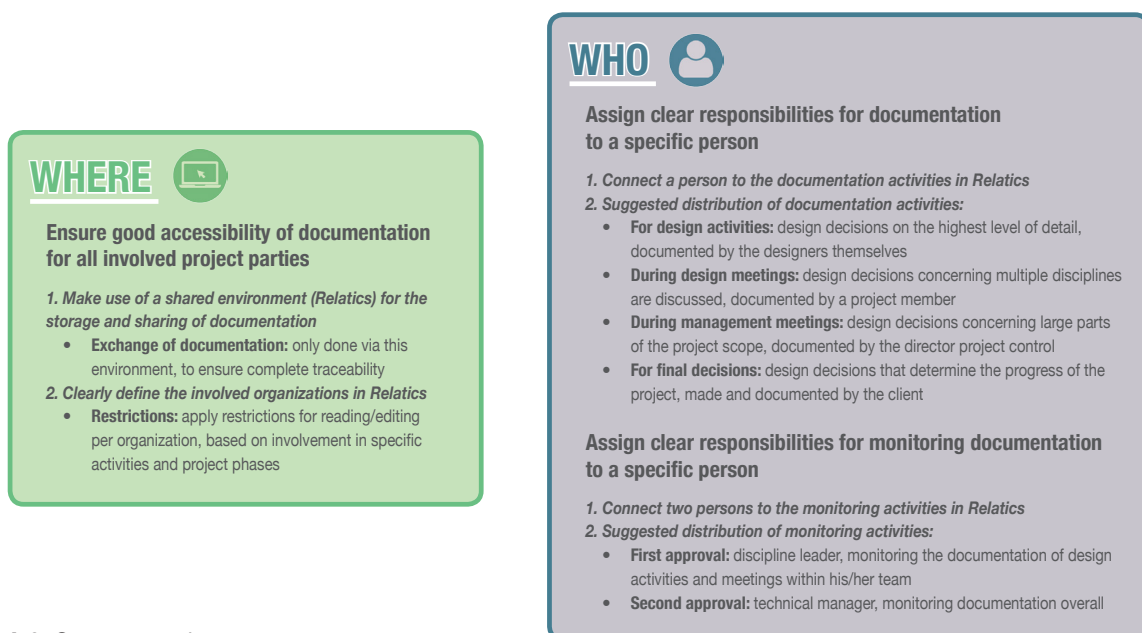 WHERE
Ensure good accessibility of documentation
for all involved project parties
1. Make use of a shared environment (Relatics) for the
storage and sharing of documentation
• Exchange of documentation: only done via this
environment, to ensure complete traceability
2. Clearly define the involved organizations in Relatics
• Restrictions: apply restrictions for reading/editing
per organization, based on involvement in specific
activities and project phases
WHO
Assign clear responsibilities for documentation
to a specific person
1. Connect a person to the documentation activities in Relatics
2. Suggested distribution of documentation activities:
• For design activities: design decisions on the highest level of detail,
documented by the designers themselves
• During design meetings: design decisions concerning multiple disciplines
are discussed, documented by a project member
• During management meetings: design decisions concerning large parts
of the project scope, documented by the director project control
• For final decisions: design decisions that determine the progress of the
project, made and documented by the client
Assign clear responsibilities for monitoring documentation
to a specific person
1. Connect two persons to the monitoring activities in Relatics
2. Suggested distribution of monitoring activities:
• First approval: discipline leader, monitoring the documentation of design
activities and meetings within his/her team
• Second approval: technical manager, monitoring documentation overall